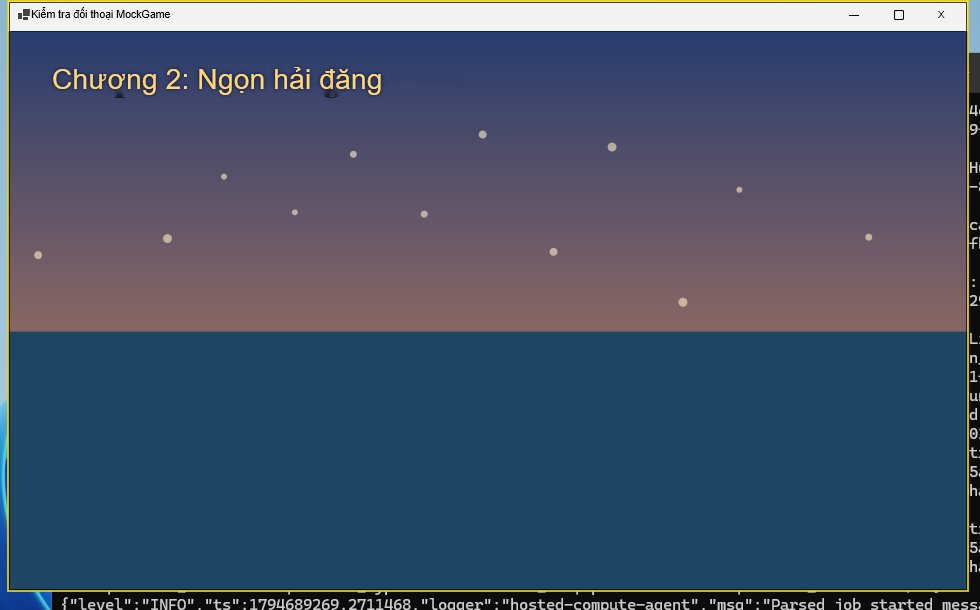 Kiểm tra đối thoại MockGame
Chương 2: Ngọn hải đăng
{"level":"INFO","ts":1794689269.2711468,"logger":"hosted-compute-agent","msg":"Parsed job started mes